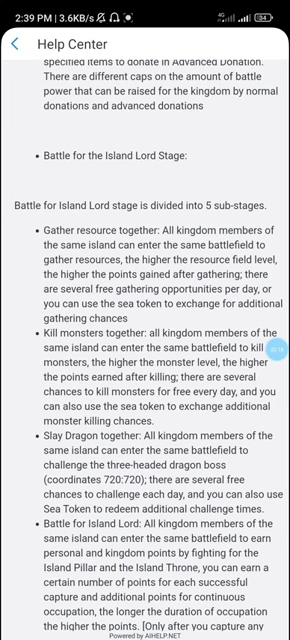 2:39 PM | 3.6KB/s
4G
34
Help Center
specified items to donate in Advanced Donation.
There are different caps on the amount of battle
power that can be raised for the kingdom by normal
donations and advanced donations
• Battle for the Island Lord Stage:
Battle for Island Lord stage is divided into 5 sub-stages.
• Gather resource together: All kingdom members of
the same island can enter the same battlefield to
gather resources, the higher the resource field level,
the higher the points gained after gathering; there
are several free gathering opportunities per day, or
you can use the sea token to exchange for additional
gathering chances
• Kill monsters together: all kingdom members of the
same island can enter the same battlefield to kill
monsters, the higher the monster level, the higher
the points earned after killing; there are several
chances to kill monsters for free every day, and you
can also use the sea token to exchange additional
monster killing chances.
• Slay Dragon together: All kingdom members of the
same island can enter the same battlefield to
challenge the three-headed dragon boss
(coordinates 720:720); there are several free
chances to challenge each day, and you can also use
Sea Token to redeem additional challenge times.
• Battle for Island Lord: All kingdom members of the
same island can enter the same battlefield to earn
personal and kingdom points by fighting for the
Island Pillar and the Island Throne, you can earn a
certain number of points for each successful
capture and additional points for continuous
occupation, the longer the duration of occupation
the higher the points. [Only after you capture any
Powered by AIHELP.NET